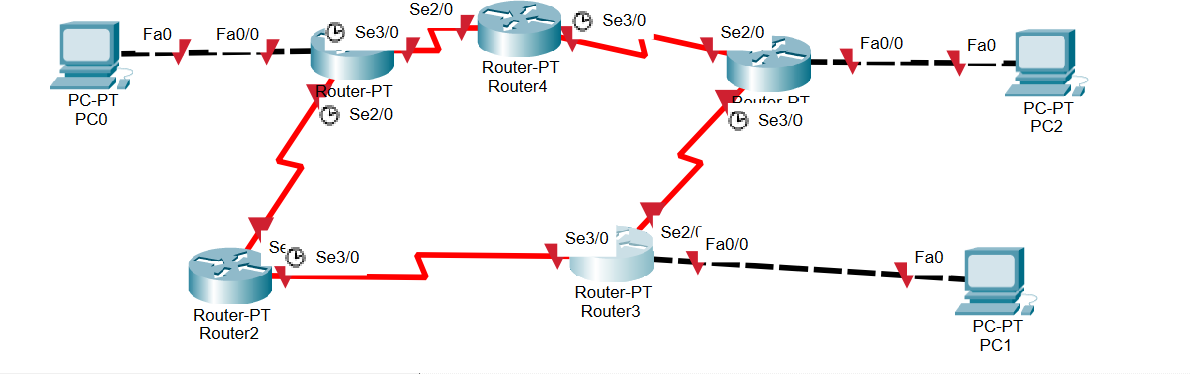 Se2/0
Se3/0
Fa0
Fa0/0
Se3/0
Se2/0
Fa0/0
Fa0
Router-PT
Router4
PC-PT
PC0
Router-PT
Se2/0
Router-PT
Se3/0
PC-PT
PC2
Se3/0
Se2/0
Fa0/0
Se3/0
Fa0
Router-PT
Router3
Router-PT
Router2
PC-PT
PC1